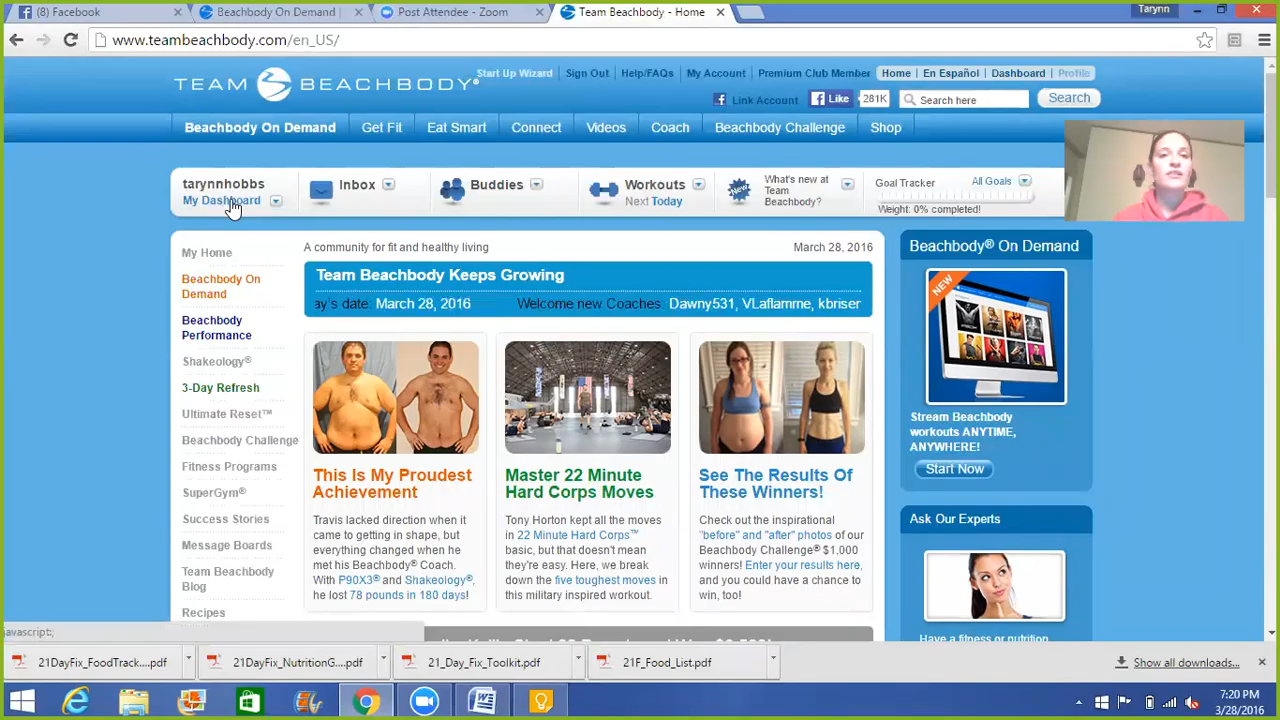 (8) Facebook
Beachbody On Demand |
Post Attendee - Zoom
Team Beachbody - Home
Tarynn
www.teambeachbody.com/en_US/
TEAM BEACHBODY®
Start Up Wizard
Sign Out
Help/FAQs
My Account
Premium Club Member
Home
En Español
Dashboard
Profile
Link Account
Like
281K
Search here
Search
Beachbody On Demand
Get Fit
Eat Smart
Connect
Videos
Coach
Beachbody Challenge
Shop
tarynnhobbs
My Dashboard
Inbox
Buddies
Workouts
Next Today
New
What's new at
Team
Beachbody?
Goal Tracker
All Goals
Weight: 0% completed!
My Home
Beachbody On
Demand
Beachbody
Performance
Shakeology®
3-Day Refresh
Ultimate Reset™
Beachbody Challenge
Fitness Programs
SuperGym®
Success Stories
Message Boards
Team Beachbody
Blog
Recipes
A community for fit and healthy living
March 28, 2016
Team Beachbody Keeps Growing
ay's date: March 28, 2016
Welcome new Coaches: Dawny531, VLaflamme, kbriser
This Is My Proudest
Achievement
Travis lacked direction when it
came to getting in shape, but
everything changed when he
met his Beachbody® Coach.
With P90X3® and Shakeology®,
he lost 78 pounds in 180 days!
Master 22 Minute
Hard Corps Moves
Tony Horton kept all the moves
in 22 Minute Hard Corps™
basic, but that doesn't mean
they're easy. Here, we break
down the five toughest moves in
this military inspired workout.
See The Results Of
These Winners!
Check out the inspirational
"before" and "after" photos of our
Beachbody Challenge® $1,000
winners! Enter your results here,
and you could have a chance to
win, too!
Beachbody® On Demand
NEW
Stream Beachbody
workouts ANYTIME,
ANYWHERE!
Start Now
Ask Our Experts
Have a fitness or nutrition
javascript:;
21DayFix_FoodTrack....pdf
21DayFix_NutritionG....pdf
21_Day_Fix_Toolkit.pdf
21F_Food_List.pdf
Show all downloads...
7:20 PM
3/28/2016